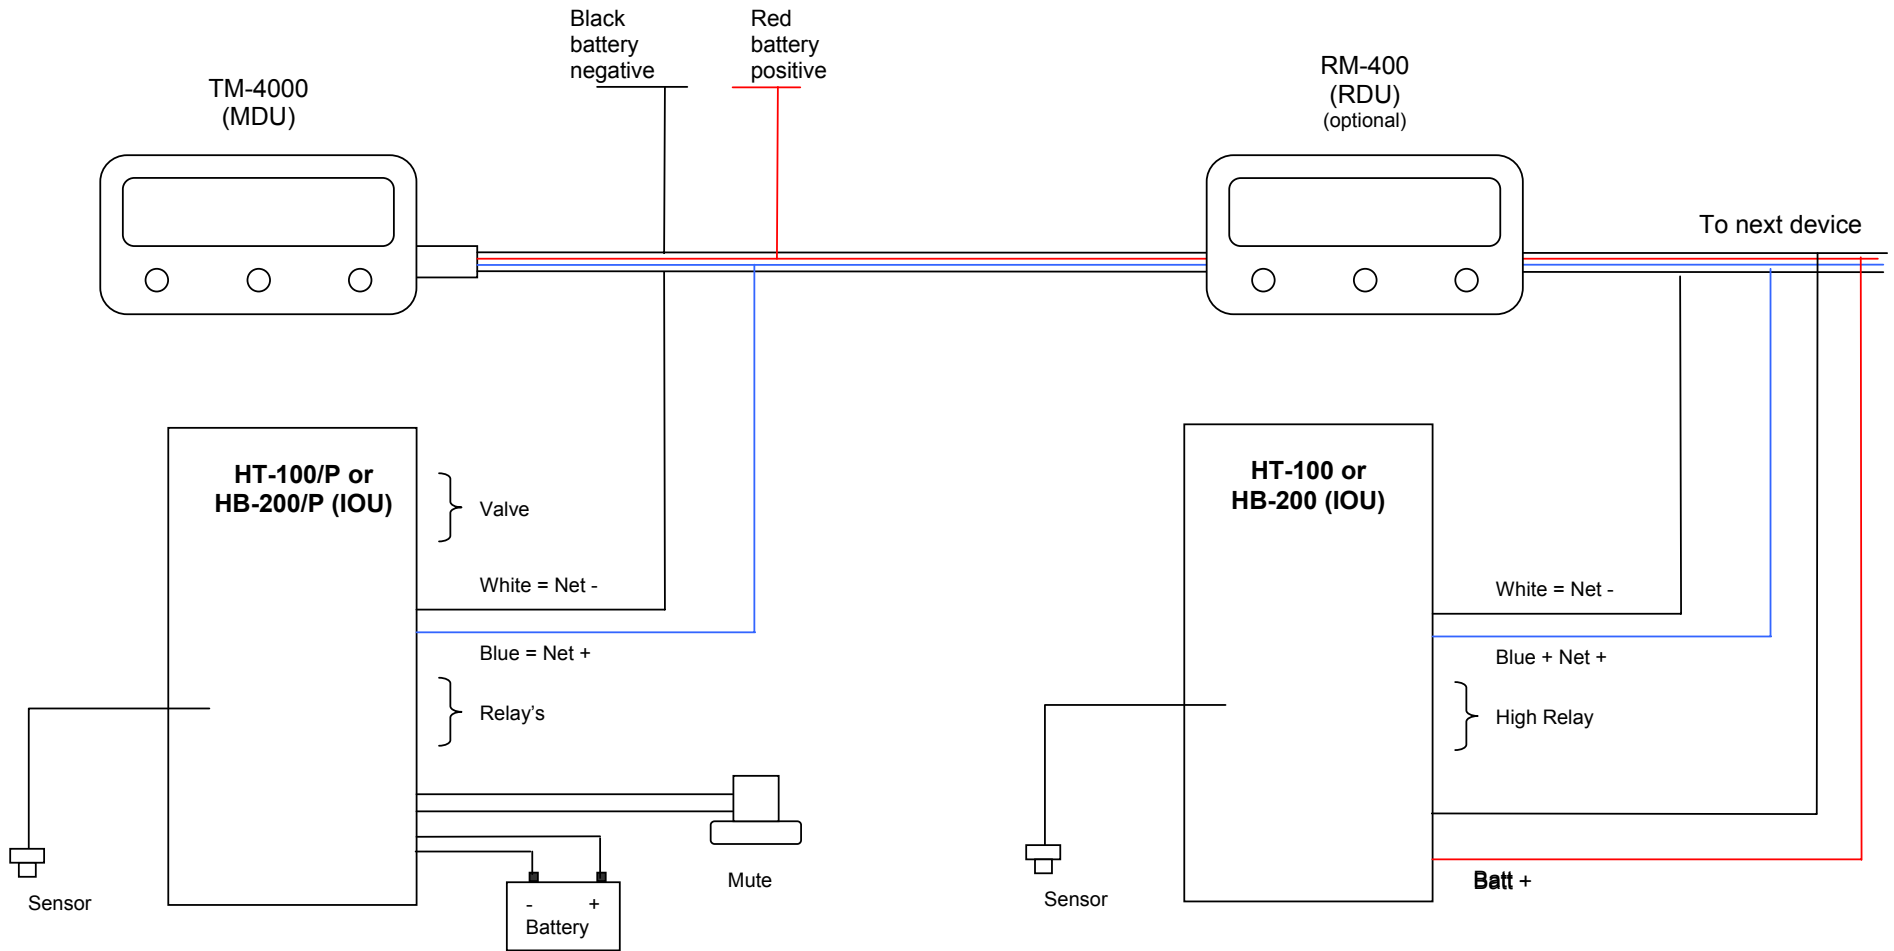 Black
battery
negative
Red
battery
positive
TM-4000
(MDU)
RM-400
(RDU)
(optional)
To next device
HT-100/P or
HB-200/P (IOU)
Valve
White = Net -
Blue = Net +
Relay's
Mute
Sensor
- +
Battery
HT-100 or
HB-200 (IOU)
White = Net -
Blue + Net +
High Relay
Batt +
Sensor